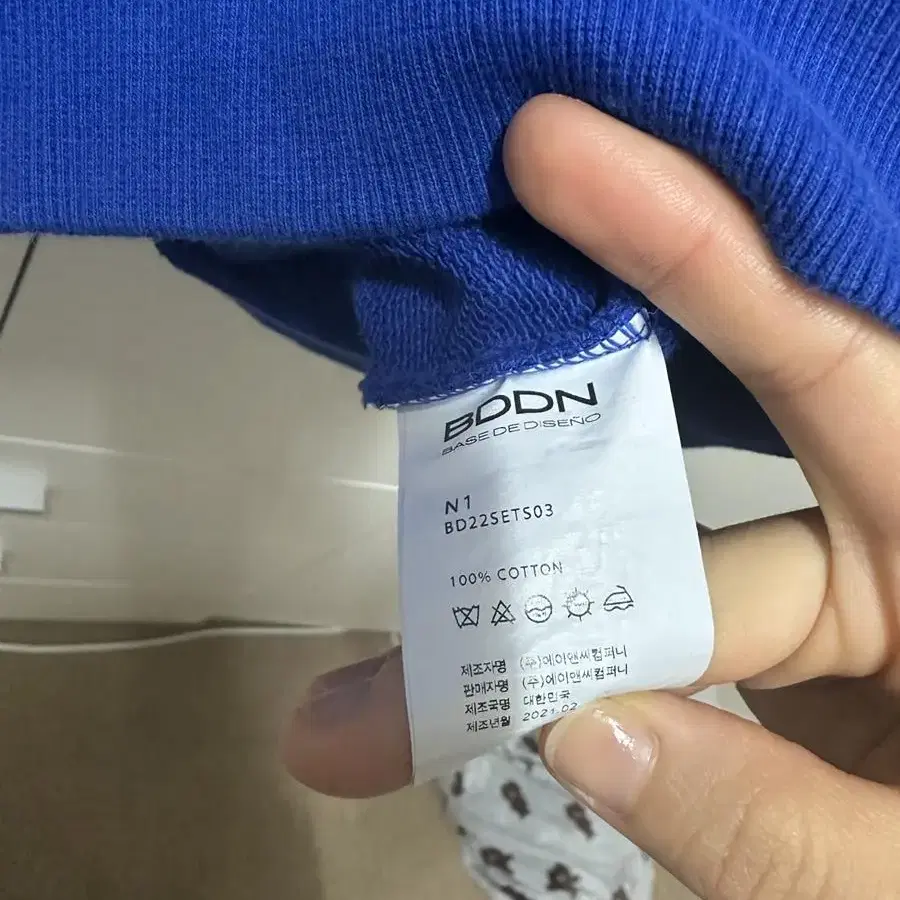 BDDN
BASE DE DISEÑO
N1
BD22SETS03
100% COTTON
제조자명 (주)에이앤씨컴퍼니
판매자명 (주)에이앤씨컴퍼니
제조국명 대한민국
제조년월 2021.02